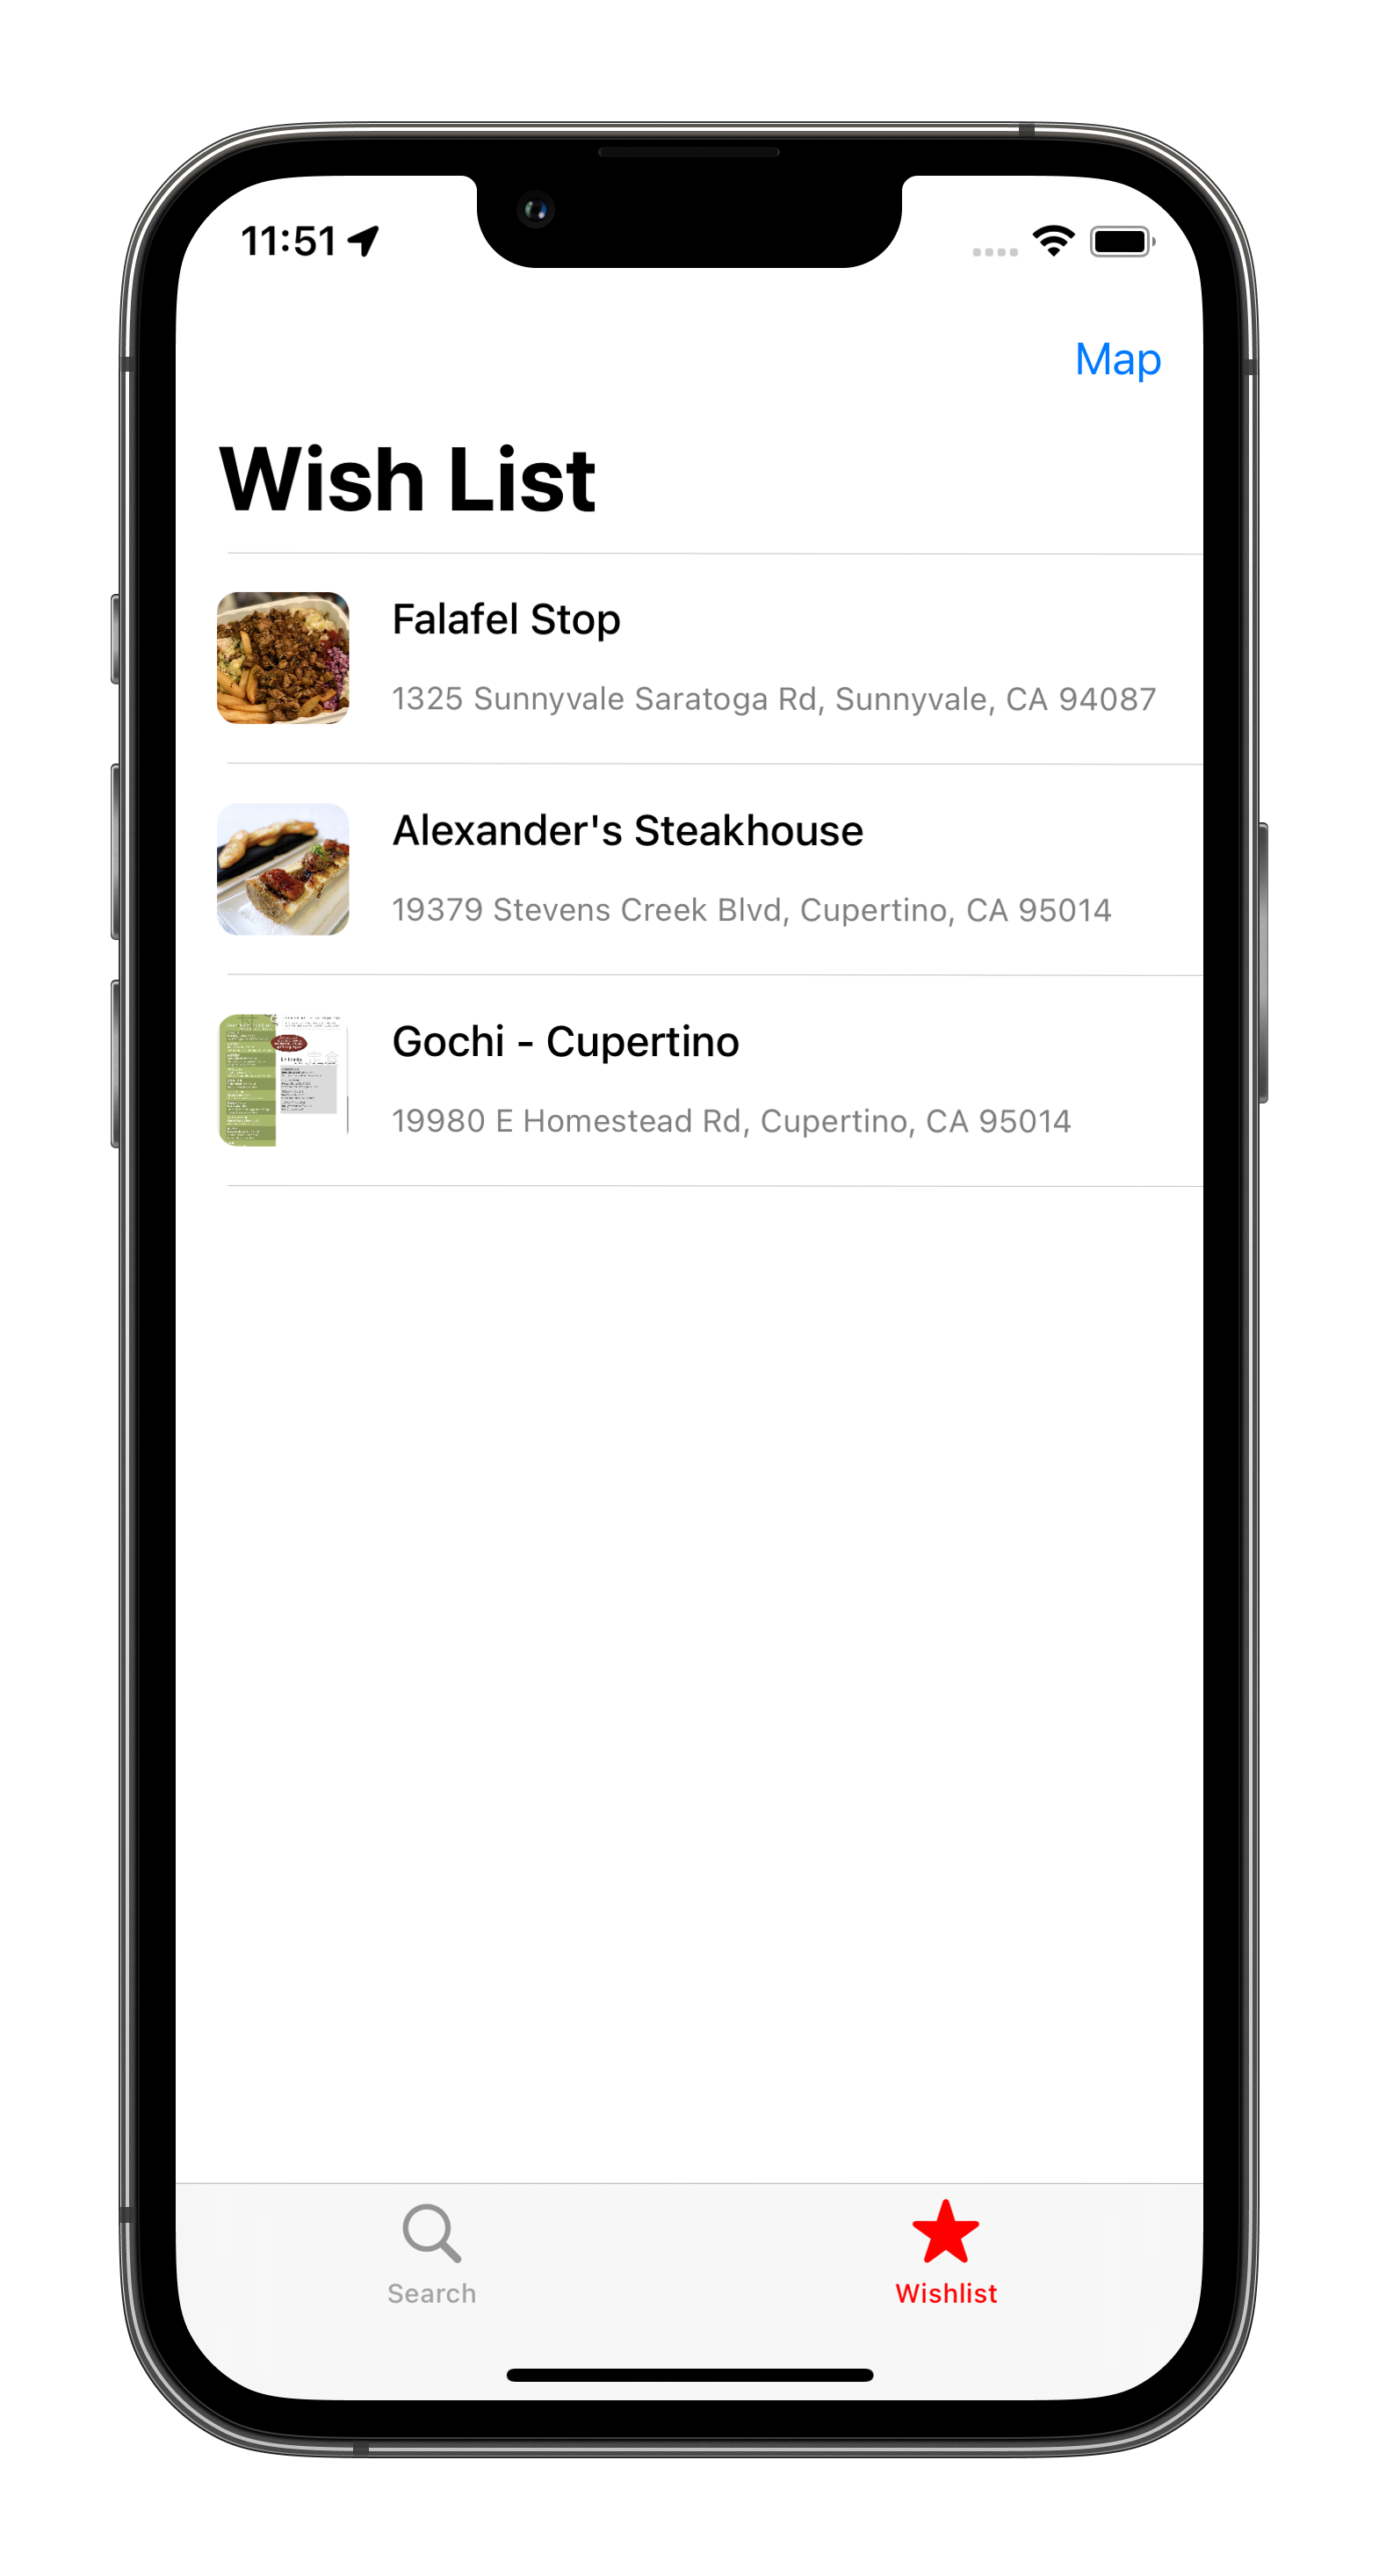 11:51
Map
Wish List
Falafel Stop
1325 Sunnyvale Saratoga Rd, Sunnyvale, CA 94087
Alexander's Steakhouse
19379 Stevens Creek Blvd, Cupertino, CA 95014
Gochi - Cupertino
19980 E Homestead Rd, Cupertino, CA 95014
Search
Wishlist